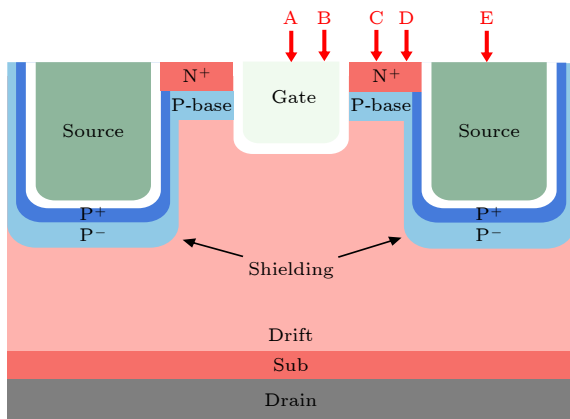 A B C D E
N⁺ N⁺
Gate
P-base P-base
Source Source
P⁺ P⁺
P⁻ P⁻
Shielding
Drift
Sub
Drain